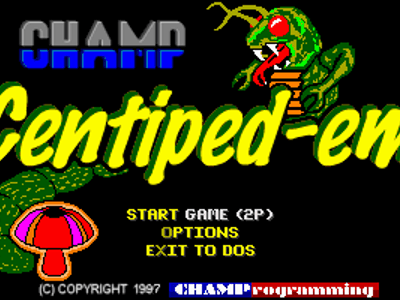 CHAMP
Centiped-em
START GAME (2P)
OPTIONS
EXIT TO DOS
(C) COPYRIGHT 1997 CHAMProgramming